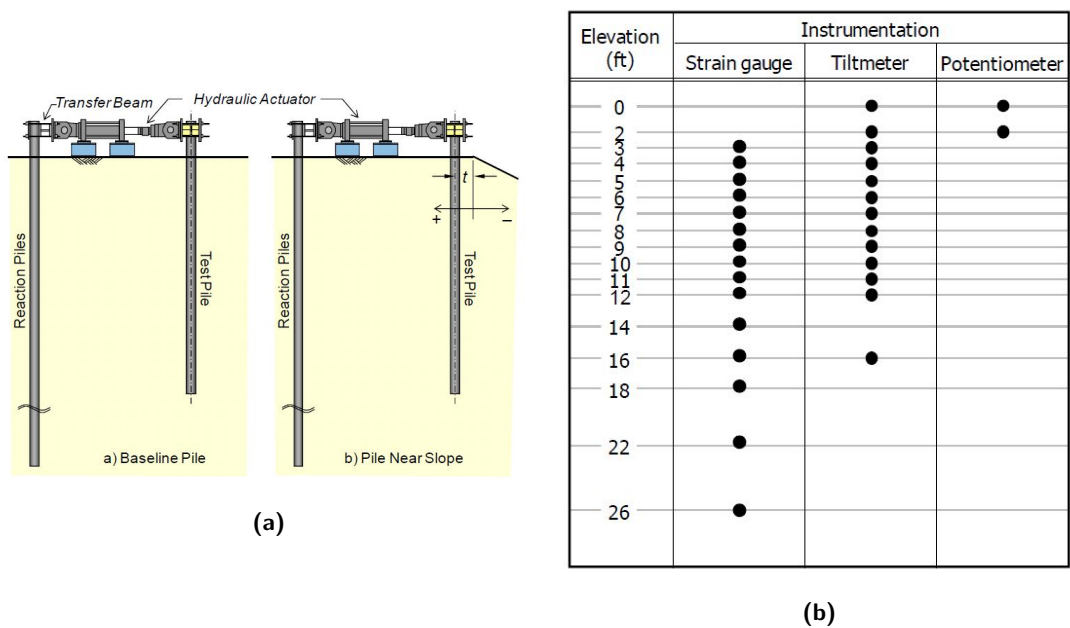 Transfer Beam
Hydraulic Actuator
t
+
–
Reaction Piles
Test Pile
Reaction Piles
Test Pile
a) Baseline Pile
b) Pile Near Slope
(a)
Elevation
(ft)
Instrumentation
Strain gauge
Tiltmeter
Potentiometer
0
2
3
4
5
6
7
8
9
10
11
12
14
16
18
22
26
(b)